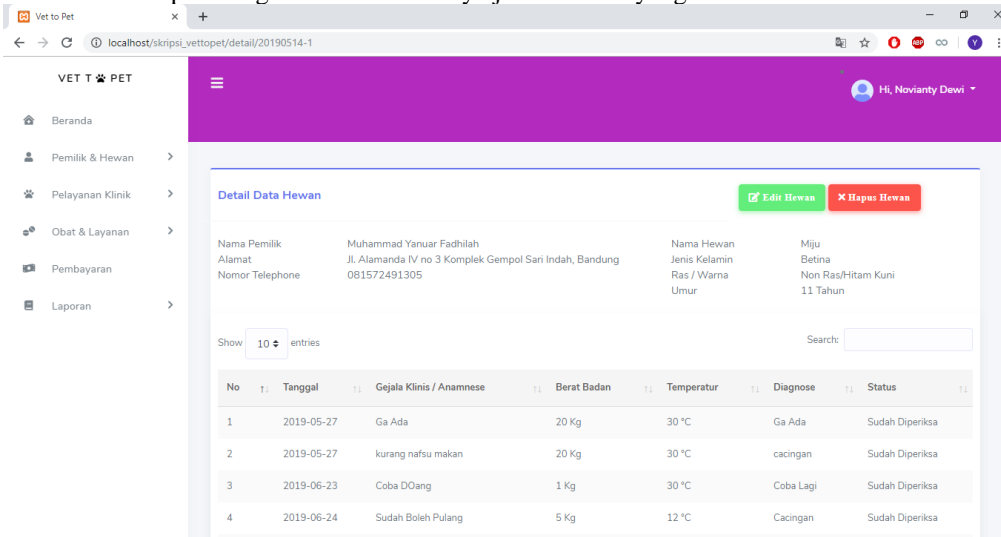 Vet to Pet
localhost/skripsi_vettopet/detail/20190514-1
VET T PET
Hi, Novianty Dewi
Beranda
Pemilik & Hewan
Pelayanan Klinik
Obat & Layanan
Pembayaran
Laporan
Detail Data Hewan
Edit Hewan
Hapus Hewan
Nama Pemilik Muhammad Yanuar Fadhilah Nama Hewan Miju
Alamat Jl. Alamanda IV no 3 Komplek Gempol Sari Indah, Bandung Jenis Kelamin Betina
Nomor Telephone 081572491305 Ras / Warna Non Ras/Hitam Kuni
Umur 11 Tahun
Show 10 entries Search:
No Tanggal Gejala Klinis / Anamnese Berat Badan Temperatur Diagnose Status
1 2019-05-27 Ga Ada 20 Kg 30 °C Ga Ada Sudah Diperiksa
2 2019-05-27 kurang nafsu makan 20 Kg 30 °C cacingan Sudah Diperiksa
3 2019-06-23 Coba DOang 1 Kg 30 °C Coba Lagi Sudah Diperiksa
4 2019-06-24 Sudah Boleh Pulang 5 Kg 12 °C Cacingan Sudah Diperiksa